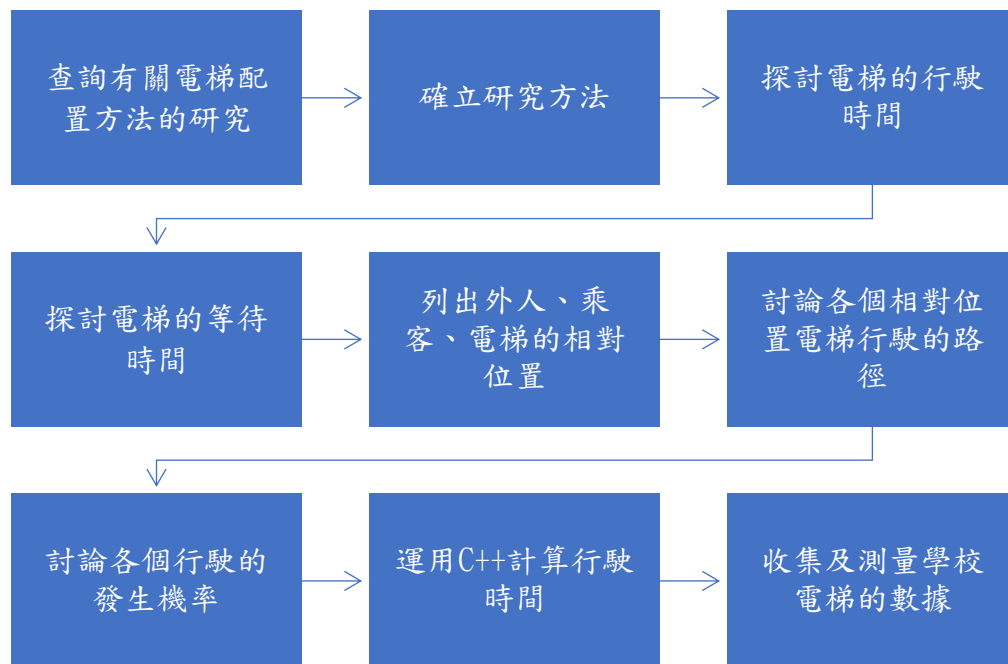 查詢有關電梯配
置方法的研究
確立研究方法
探討電梯的行駛
時間
探討電梯的等待
時間
列出外人、乘
客、電梯的相對
位置
討論各個相對位
置電梯行駛的路
徑
討論各個行駛的
發生機率
運用C++計算行駛
時間
收集及測量學校
電梯的數據